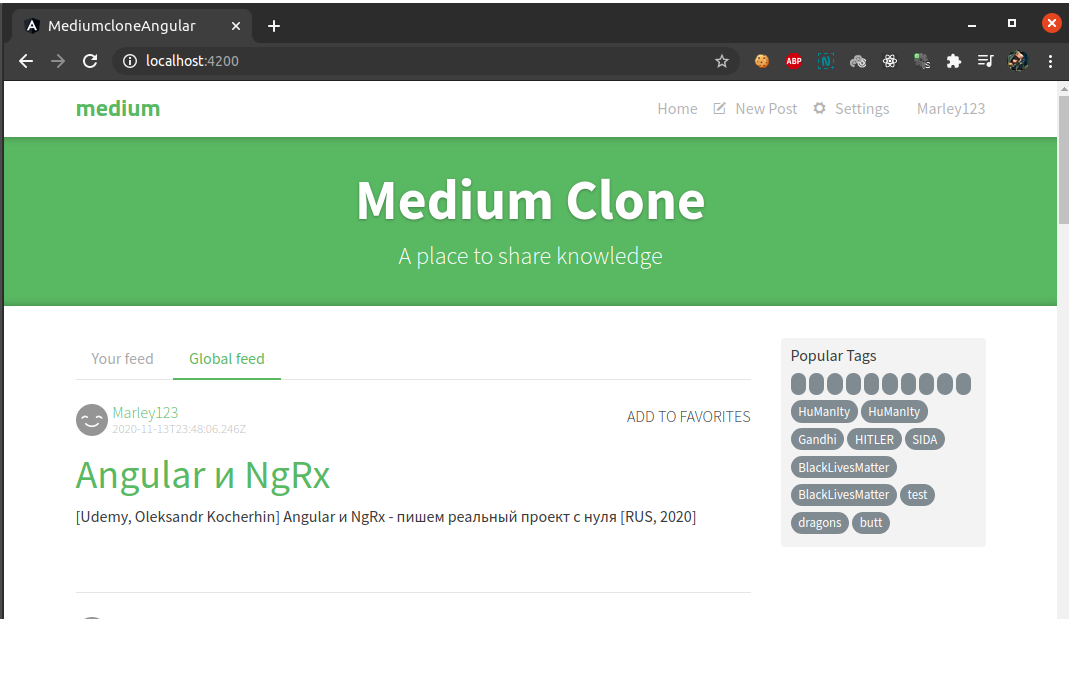 MediumcloneAngular
localhost:4200
ABP
N
medium
Home New Post Settings Marley123
Medium Clone
A place to share knowledge
Your feed Global feed
Marley123
2020-11-13T23:48:06.246Z
ADD TO FAVORITES
Angular и NgRx
[Udemy, Oleksandr Kocherhin] Angular и NgRx - пишем реальный проект с нуля [RUS, 2020]
Popular Tags
HuManIty HuManIty
Gandhi HITLER SIDA
BlackLivesMatter
BlackLivesMatter test
dragons butt